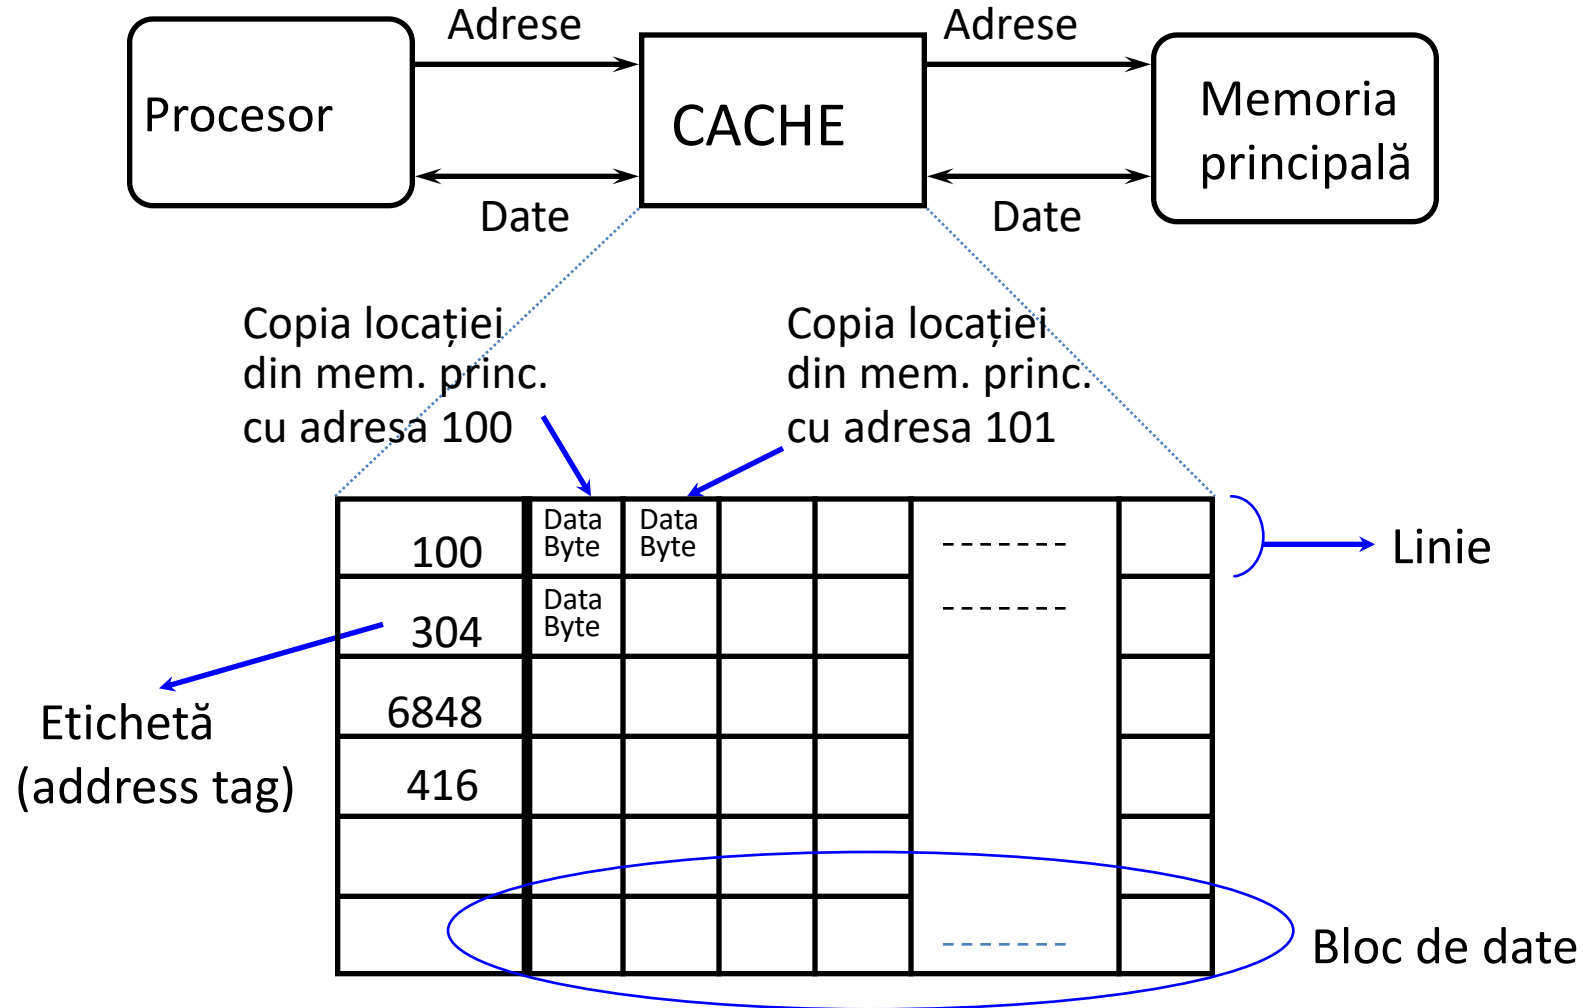 Adrese
Adrese
Procesor
CACHE
Memoria
principală
Date
Date
Copia locației
din mem. princ.
cu adresa 100
Copia locației
din mem. princ.
cu adresa 101
100
Data
Byte
Data
Byte
Linie
304
Data
Byte
Etichetă
(address tag)
6848
416
Bloc de date